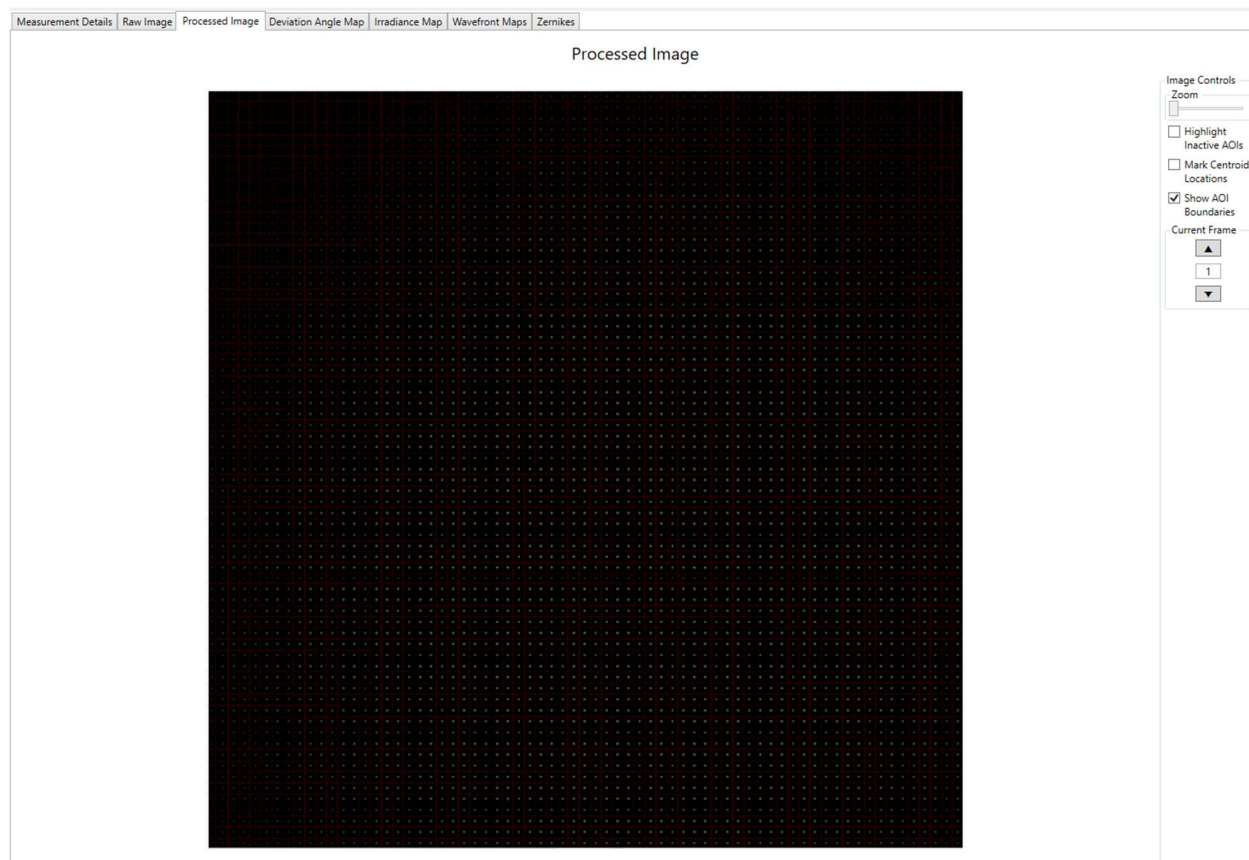 Measurement Details Raw Image Processed Image Deviation Angle Map Irradiance Map Wavefront Maps Zernikes
Processed Image
Image Controls
Zoom
Highlight
Inactive AOIs
Mark Centroid
Locations
Show AOI
Boundaries
Current Frame
1